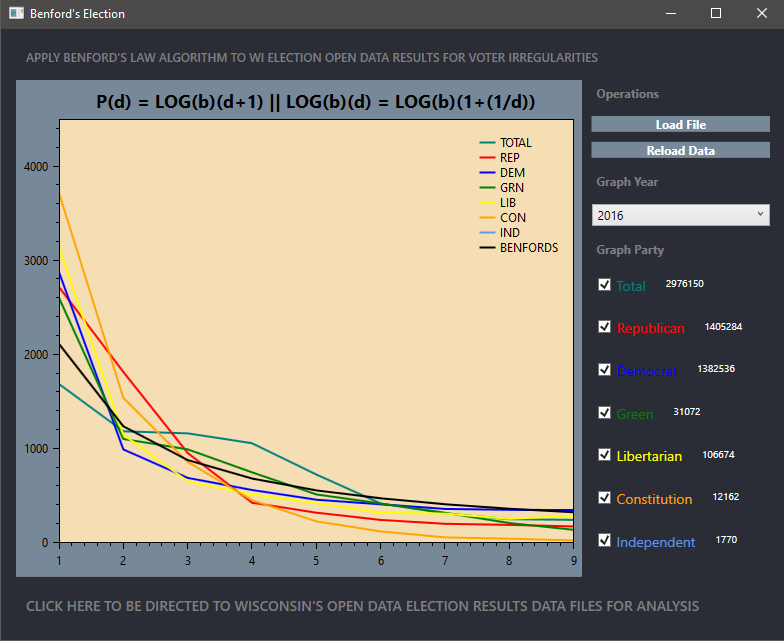 Benford's Election
APPLY BENFORD'S LAW ALGORITHM TO WI ELECTION OPEN DATA RESULTS FOR VOTER IRREGULARITIES
P(d) = LOG(b)(d+1) || LOG(b)(d) = LOG(b)(1+(1/d))
4000
3000
2000
1000
0
1 2 3 4 5 6 7 8 9
TOTAL
REP
DEM
GRN
LIB
CON
IND
BENFORDS
Operations
Load File
Reload Data
Graph Year
2016
Graph Party
Total 2976150
Republican 1405284
Democrat 1382536
Green 31072
Libertarian 106674
Constitution 12162
Independent 1770
CLICK HERE TO BE DIRECTED TO WISCONSIN'S OPEN DATA ELECTION RESULTS DATA FILES FOR ANALYSIS